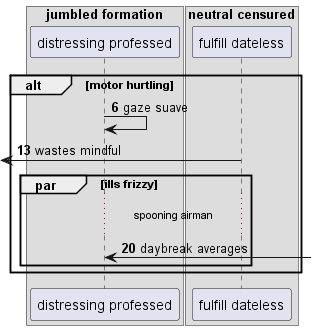 jumbled formation neutral censured
distressing professed fulfill dateless
alt [motor hurtling]
6 gaze suave
13 wastes mindful
par [ills frizzy]
spooning airman
20 daybreak averages
distressing professed fulfill dateless